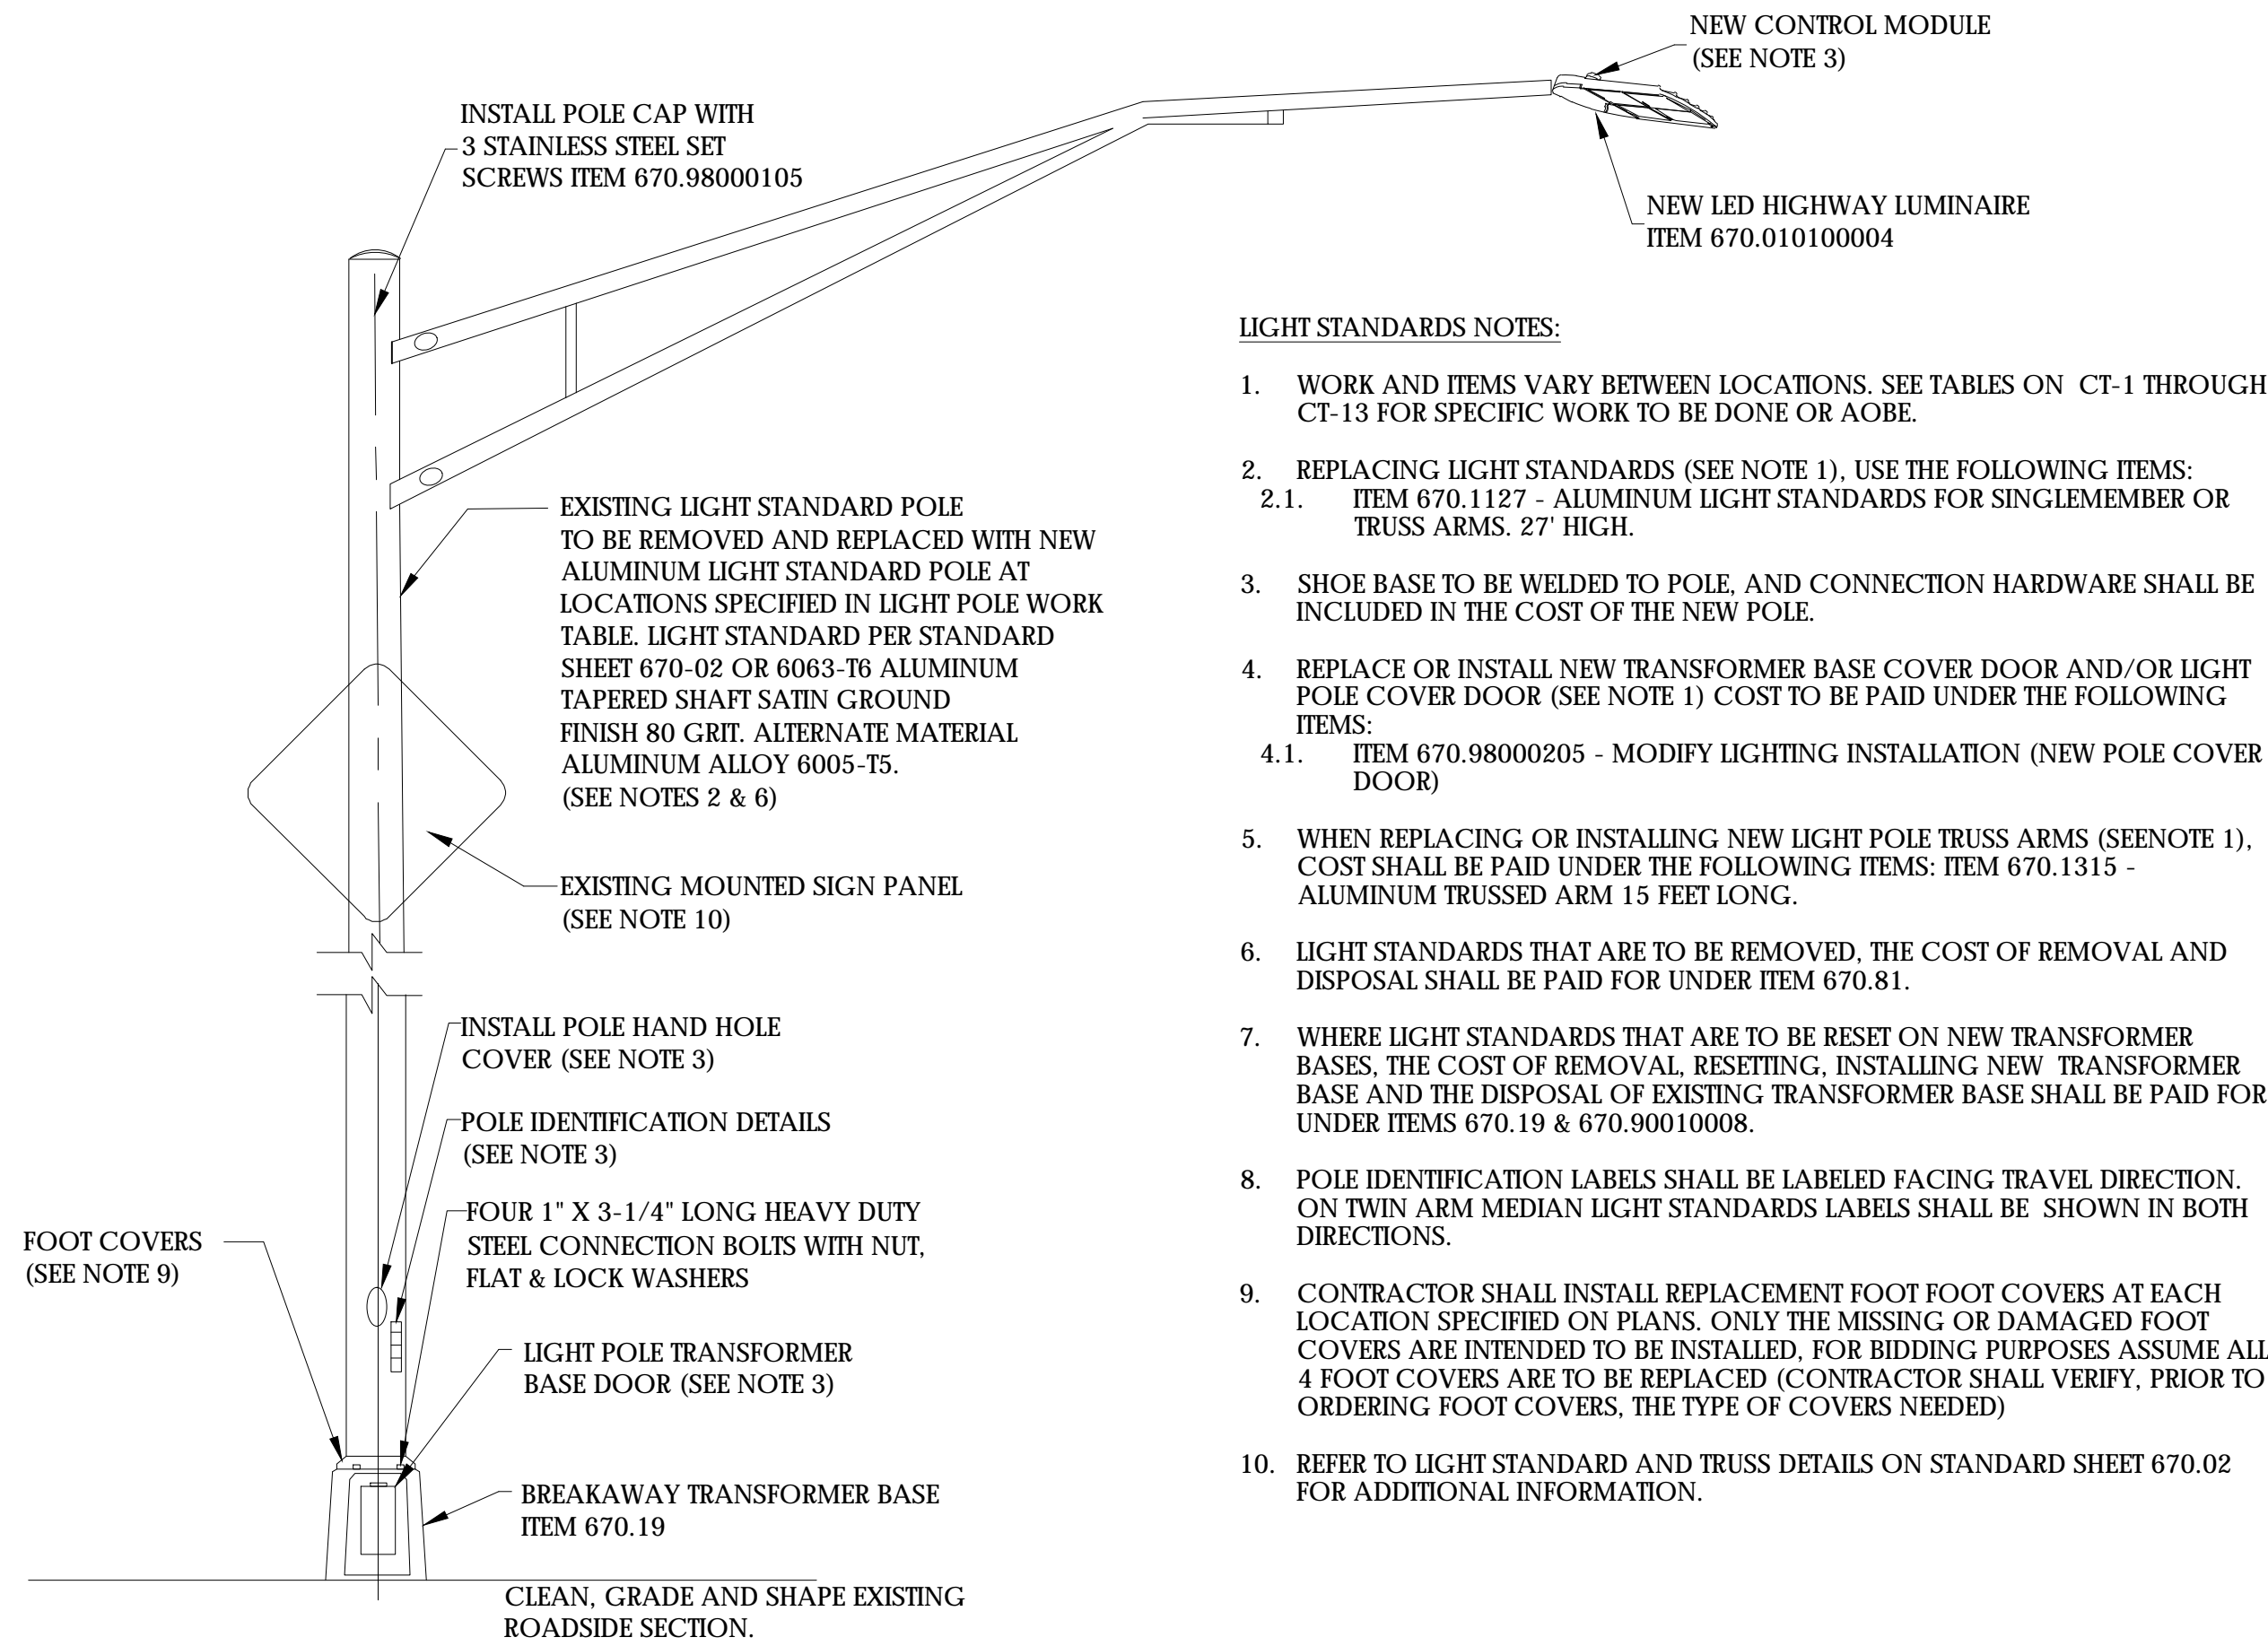 NEW CONTROL MODULE
(SEE NOTE 3)
INSTALL POLE CAP WITH
3 STAINLESS STEEL SET
SCREWS ITEM 670.98000105
NEW LED HIGHWAY LUMINAIRE
ITEM 670.010100004
EXISTING LIGHT STANDARD POLE
TO BE REMOVED AND REPLACED WITH NEW
ALUMINUM LIGHT STANDARD POLE AT
LOCATIONS SPECIFIED IN LIGHT POLE WORK
TABLE. LIGHT STANDARD PER STANDARD
SHEET 670-02 OR 6063-T6 ALUMINUM
TAPERED SHAFT SATIN GROUND
FINISH 80 GRIT. ALTERNATE MATERIAL
ALUMINUM ALLOY 6005-T5.
(SEE NOTES 2 & 6)
EXISTING MOUNTED SIGN PANEL
(SEE NOTE 10)
INSTALL POLE HAND HOLE
COVER (SEE NOTE 3)
POLE IDENTIFICATION DETAILS
(SEE NOTE 3)
FOUR 1" X 3-1/4" LONG HEAVY DUTY
STEEL CONNECTION BOLTS WITH NUT,
FLAT & LOCK WASHERS
FOOT COVERS
(SEE NOTE 9)
LIGHT POLE TRANSFORMER
BASE DOOR (SEE NOTE 3)
BREAKAWAY TRANSFORMER BASE
ITEM 670.19
CLEAN, GRADE AND SHAPE EXISTING
ROADSIDE SECTION.
LIGHT STANDARDS NOTES:
1. WORK AND ITEMS VARY BETWEEN LOCATIONS. SEE TABLES ON CT-1 THROUGH
CT-13 FOR SPECIFIC WORK TO BE DONE OR AOBE.
2. REPLACING LIGHT STANDARDS (SEE NOTE 1), USE THE FOLLOWING ITEMS:
2.1. ITEM 670.1127 - ALUMINUM LIGHT STANDARDS FOR SINGLEMEMBER OR
TRUSS ARMS. 27' HIGH.
3. SHOE BASE TO BE WELDED TO POLE, AND CONNECTION HARDWARE SHALL BE
INCLUDED IN THE COST OF THE NEW POLE.
4. REPLACE OR INSTALL NEW TRANSFORMER BASE COVER DOOR AND/OR LIGHT
POLE COVER DOOR (SEE NOTE 1) COST TO BE PAID UNDER THE FOLLOWING
ITEMS:
4.1. ITEM 670.98000205 - MODIFY LIGHTING INSTALLATION (NEW POLE COVER
DOOR)
5. WHEN REPLACING OR INSTALLING NEW LIGHT POLE TRUSS ARMS (SEENOTE 1),
COST SHALL BE PAID UNDER THE FOLLOWING ITEMS: ITEM 670.1315 -
ALUMINUM TRUSSED ARM 15 FEET LONG.
6. LIGHT STANDARDS THAT ARE TO BE REMOVED, THE COST OF REMOVAL AND
DISPOSAL SHALL BE PAID FOR UNDER ITEM 670.81.
7. WHERE LIGHT STANDARDS THAT ARE TO BE RESET ON NEW TRANSFORMER
BASES, THE COST OF REMOVAL, RESETTING, INSTALLING NEW TRANSFORMER
BASE AND THE DISPOSAL OF EXISTING TRANSFORMER BASE SHALL BE PAID FOR
UNDER ITEMS 670.19 & 670.90010008.
8. POLE IDENTIFICATION LABELS SHALL BE LABELED FACING TRAVEL DIRECTION.
ON TWIN ARM MEDIAN LIGHT STANDARDS LABELS SHALL BE SHOWN IN BOTH
DIRECTIONS.
9. CONTRACTOR SHALL INSTALL REPLACEMENT FOOT FOOT COVERS AT EACH
LOCATION SPECIFIED ON PLANS. ONLY THE MISSING OR DAMAGED FOOT
COVERS ARE INTENDED TO BE INSTALLED, FOR BIDDING PURPOSES ASSUME ALL
4 FOOT COVERS ARE TO BE REPLACED (CONTRACTOR SHALL VERIFY, PRIOR TO
ORDERING FOOT COVERS, THE TYPE OF COVERS NEEDED)
10. REFER TO LIGHT STANDARD AND TRUSS DETAILS ON STANDARD SHEET 670.02
FOR ADDITIONAL INFORMATION.